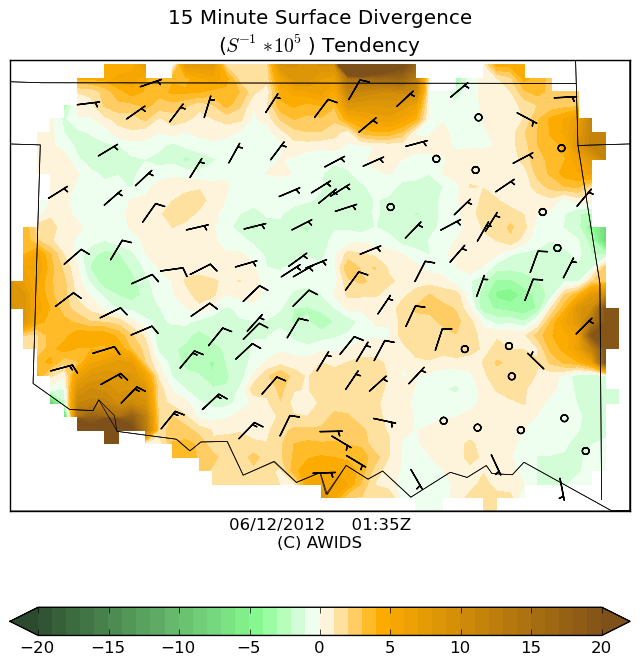 15 Minute Surface Divergence
(S⁻¹ * 10⁵ ) Tendency
06/12/2012 01:35Z
(C) AWIDS
−20 −15 −10 −5 0 5 10 15 20